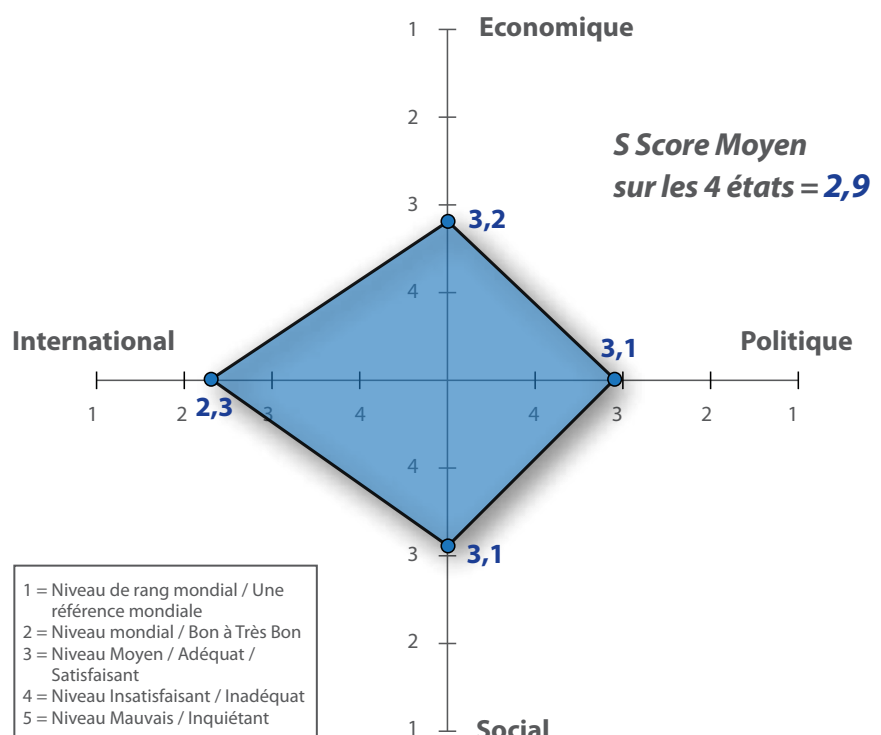 1 Economique
2
S Score Moyen
sur les 4 états = 2,9
3
3,2
4
International
3,1
Politique
1 2 2,3 3 4 4 3 2 1
4
3
3,1
1 = Niveau de rang mondial / Une
référence mondiale
2 = Niveau mondial / Bon à Très Bon
3 = Niveau Moyen / Adéquat /
Satisfaisant
4 = Niveau Insatisfaisant / Inadéquat
5 = Niveau Mauvais / Inquiétant
2
1 Social